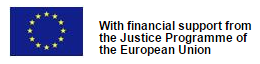 With financial support from
the Justice Programme of
the European Union